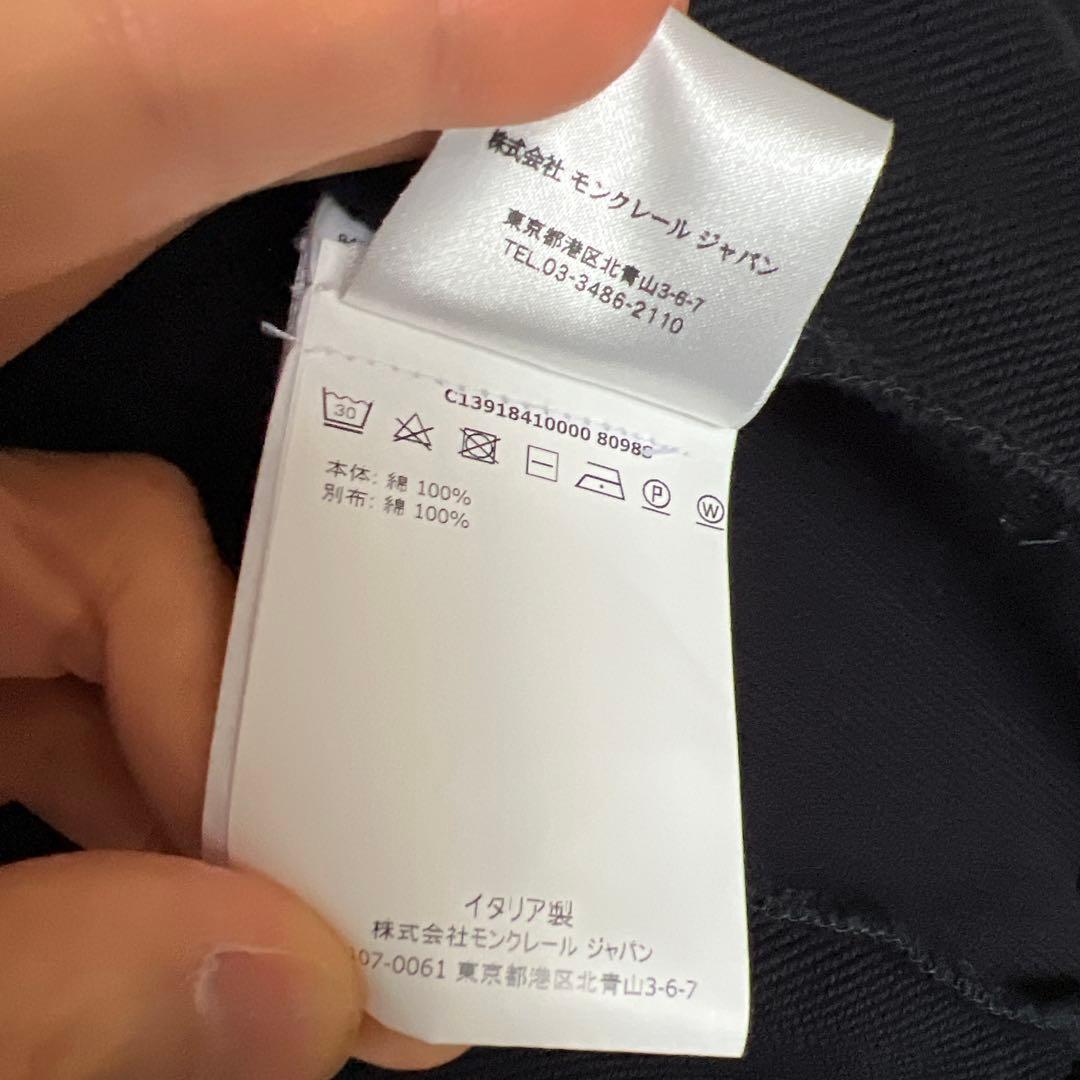 株式会社 モンクレール ジャパン
東京都港区北青山3-6-7
TEL.03-3486-2110
C13918410000 8098
30
P W
本体: 綿 100%
別布: 綿 100%
イタリア製
株式会社モンクレール ジャパン
07-0061 東京都港区北青山3-6-7